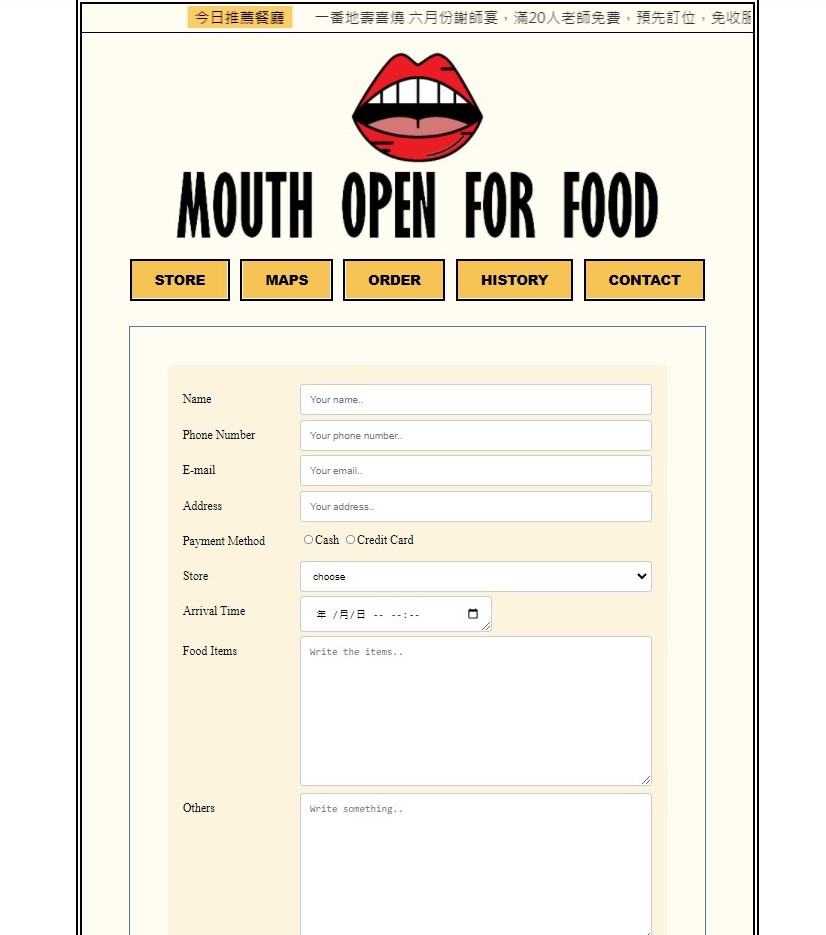 今日推薦餐廳 一番地壽喜燒 六月份謝師宴，滿20人老師免費，預先訂位，免收服
MOUTH OPEN FOR FOOD
STORE MAPS ORDER HISTORY CONTACT
Name Your name..
Phone Number Your phone number..
E-mail Your email..
Address Your address..
Payment Method Cash Credit Card
Store choose
Arrival Time 年 /月/日 -- --:--
Food Items Write the items..
Others Write something..